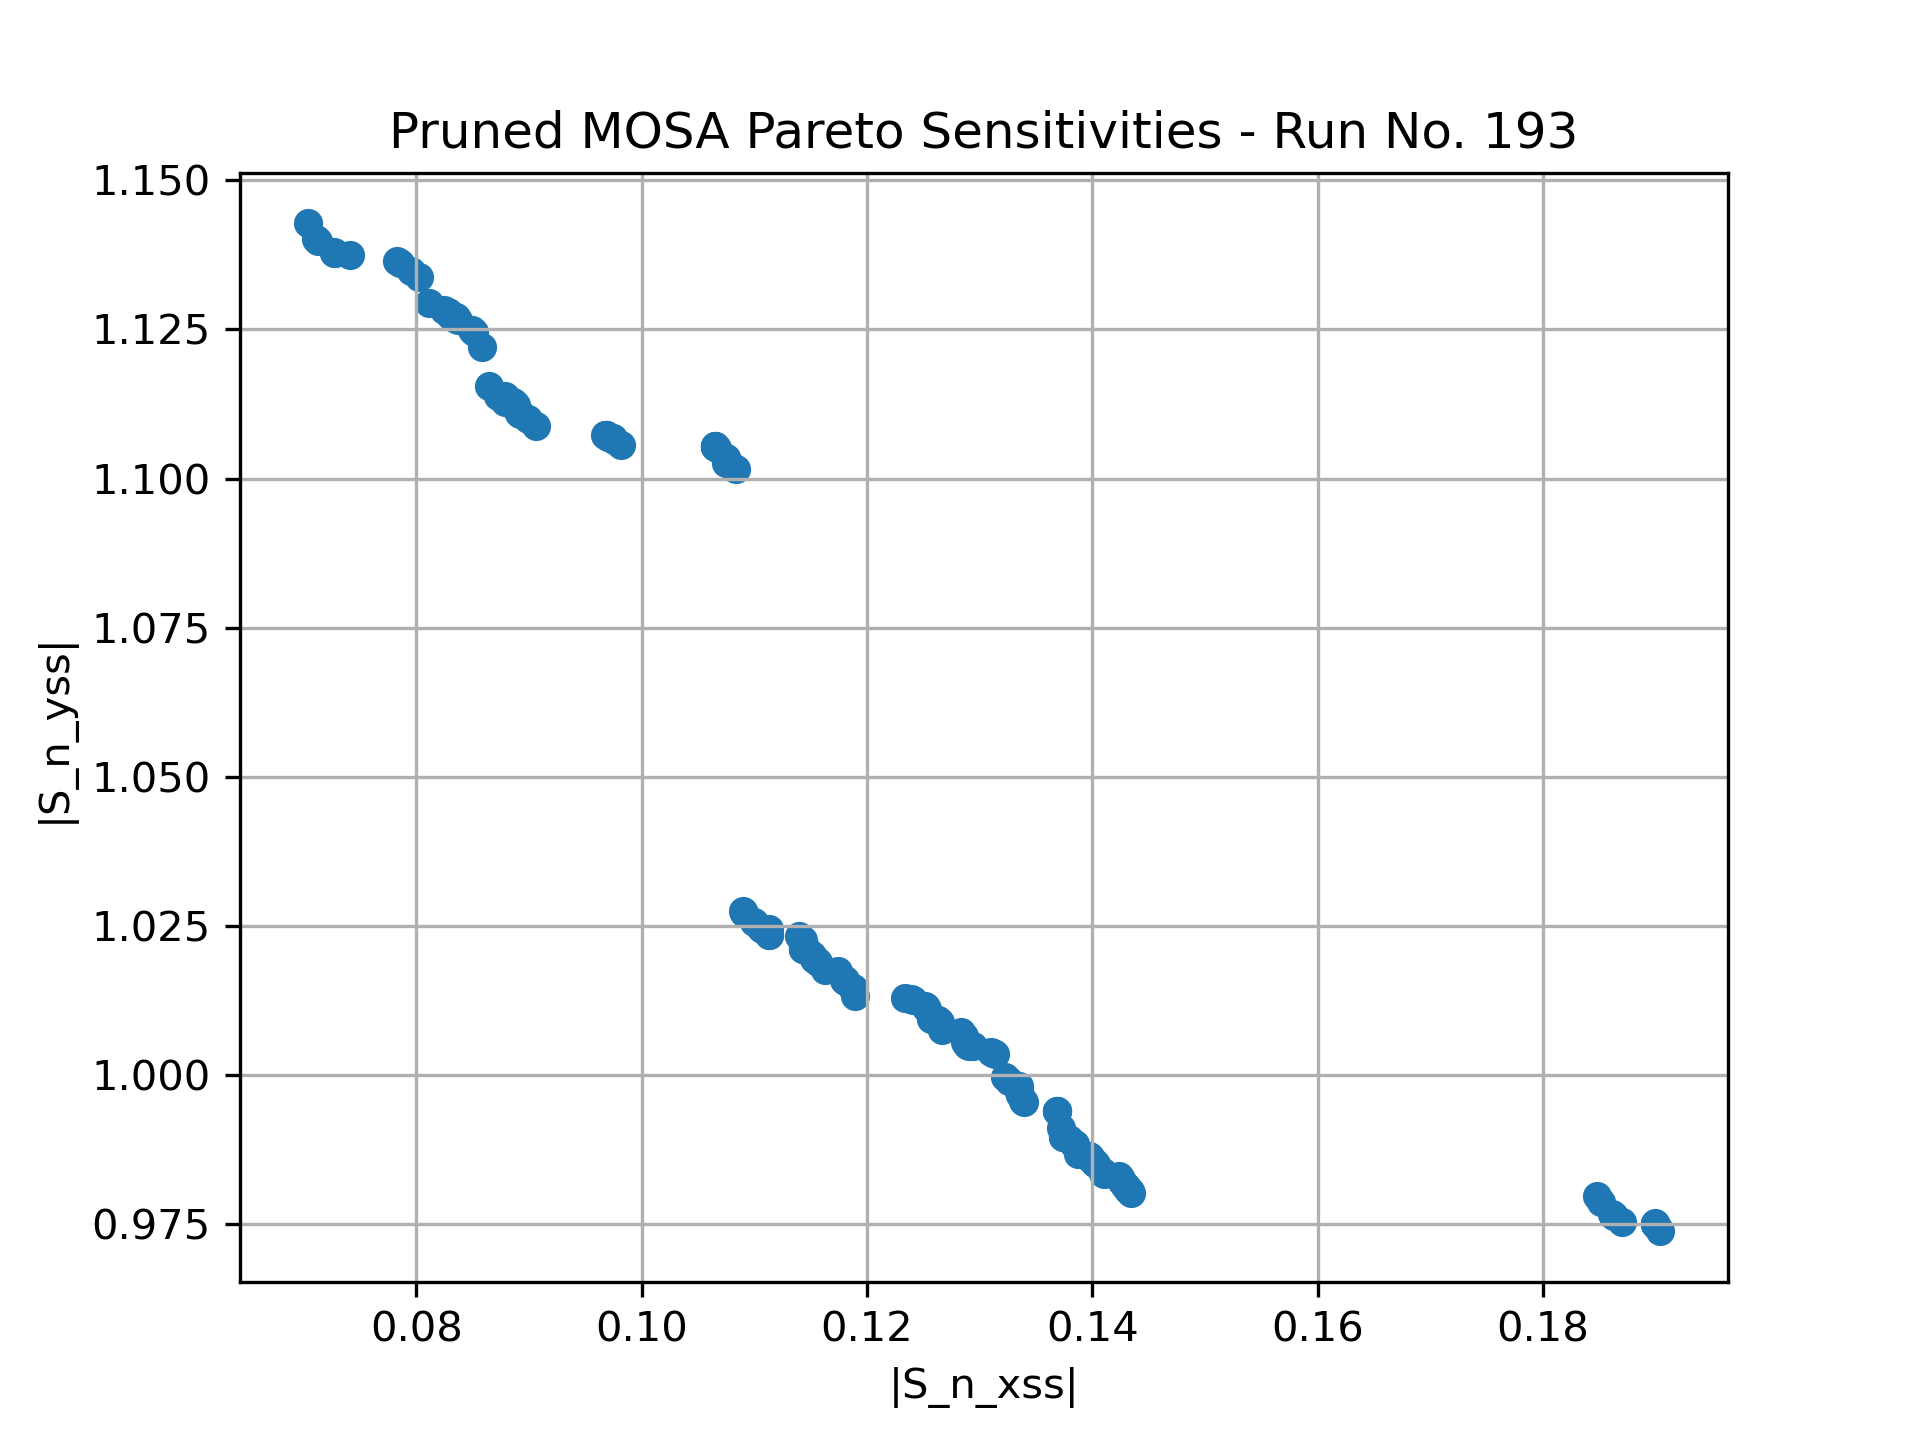 Pruned MOSA Pareto Sensitivities - Run No. 193
1.150
1.125
1.100
1.075
1.050
1.025
1.000
0.975
|S_n_yss|
0.08 0.10 0.12 0.14 0.16 0.18
|S_n_xss|